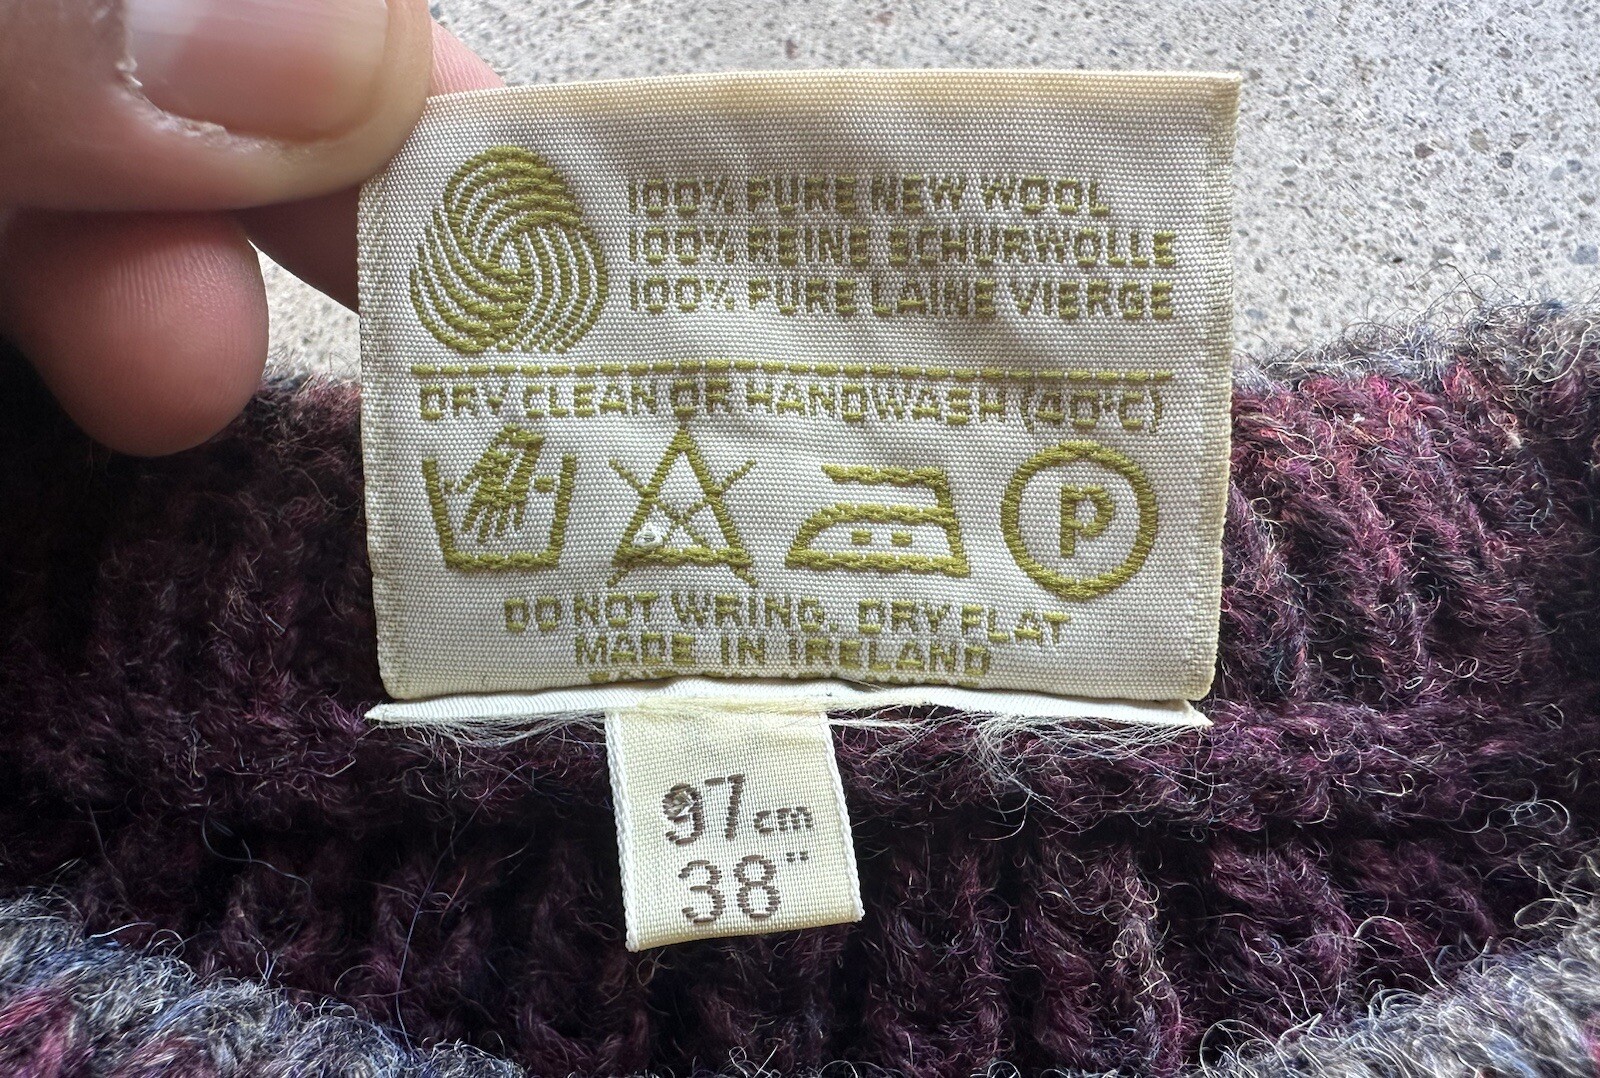 100% PURE NEW WOOL
100% REINE SCHURWOLLE
100% PURE LAINE VIERGE
DRY CLEAN OR HANDWASH (40°C)
P
DO NOT WRING. DRY FLAT
MADE IN IRELAND
97cm
38"